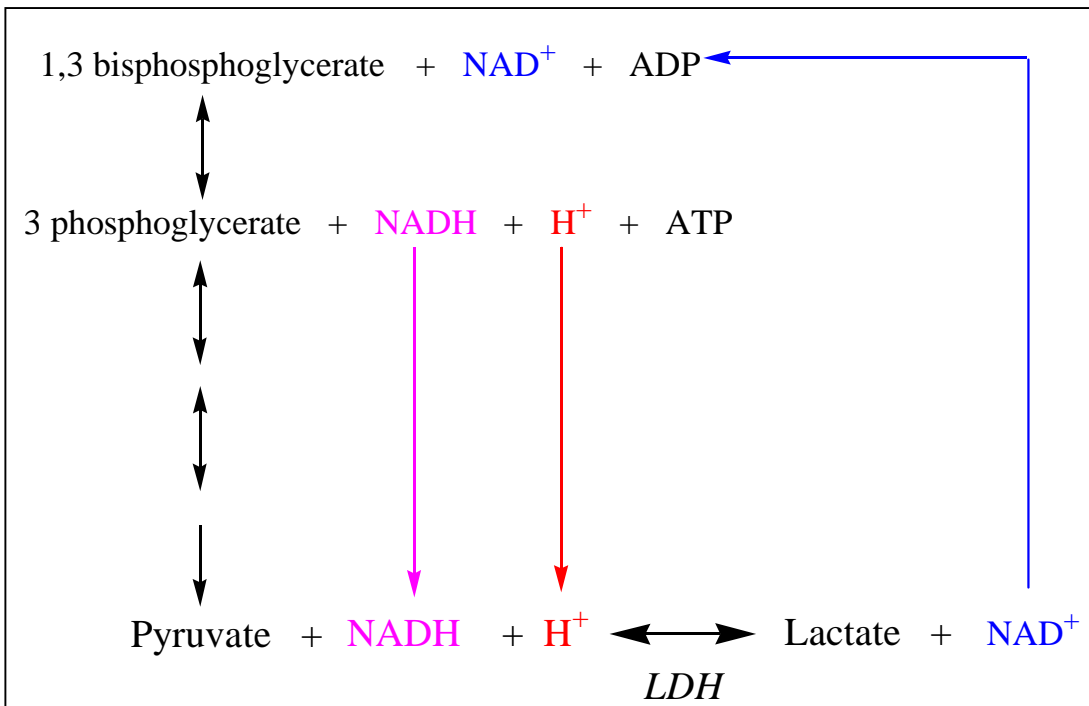 1,3 bisphosphoglycerate + NAD⁺ + ADP
3 phosphoglycerate + NADH + H⁺ + ATP
Pyruvate + NADH + H⁺ Lactate + NAD⁺
LDH